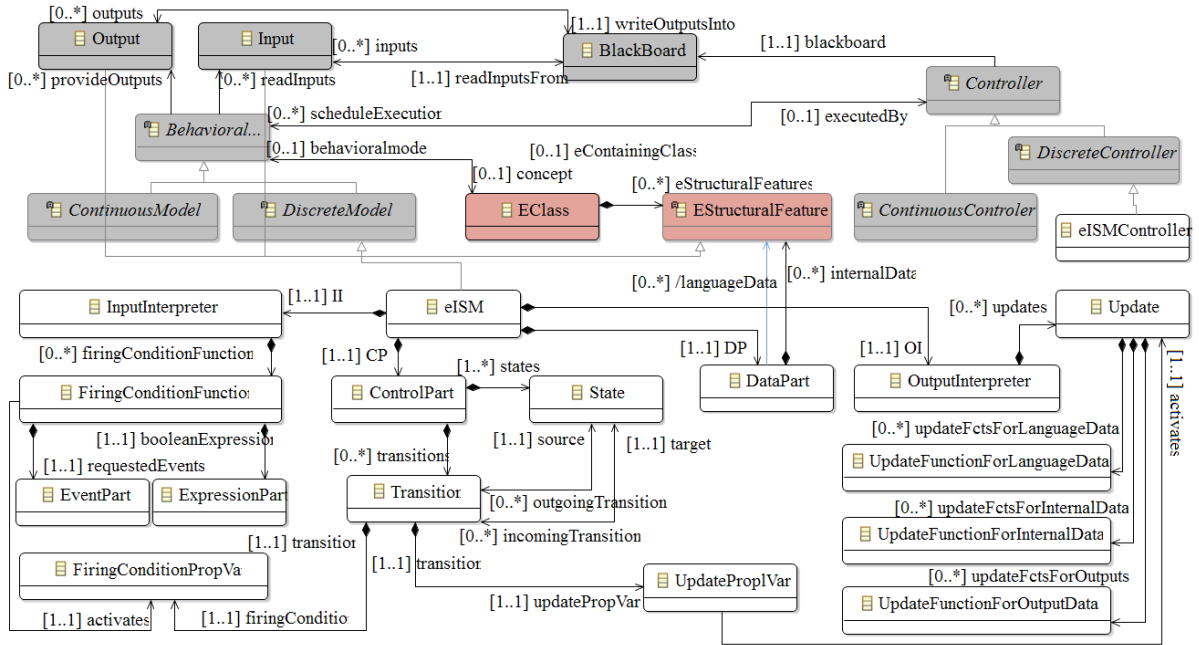 [0..*] outputs
Output
Input
[0..*] inputs
[1..1] writeOutputsInto
BlackBoard
[1..1] blackboard
[0..*] provideOutputs
[0..*] readInputs
[1..1] readInputsFrom
Controller
[0..*] scheduleExecution
[0..1] executedBy
Behavioral...
[0..1] behavioralmode
[0..1] eContainingClass
DiscreteController
[0..1] concept
[0..*] eStructuralFeatures
ContinuousModel
DiscreteModel
EClass
EStructuralFeature
ContinuousControler
eISMController
[0..*] /languageData
[0..*] internalData
InputInterpreter
[1..1] II
eISM
[0..*] updates
Update
[0..*] firingConditionFunction
[1..1] CP
[1..*] states
[1..1] DP
[1..1] OI
[1..1] activates
FiringConditionFunction
ControlPart
State
DataPart
OutputInterpreter
[1..1] booleanExpression
[1..1] source
[1..1] target
[0..*] updateFctsForLanguageData
[1..1] requestedEvents
[0..*] transitions
UpdateFunctionForLanguageData
EventPart
ExpressionPart
Transition
[0..*] outgoingTransition
[0..*] updateFctsForInternalData
[1..1] transition
[0..*] incomingTransition
UpdateFunctionForInternalData
FiringConditionPropVar
[1..1] transition
UpdateProplVar
[0..*] updateFctsForOutputs
[1..1] updatePropVar
UpdateFunctionForOutputData
[1..1] activates
[1..1] firingCondition